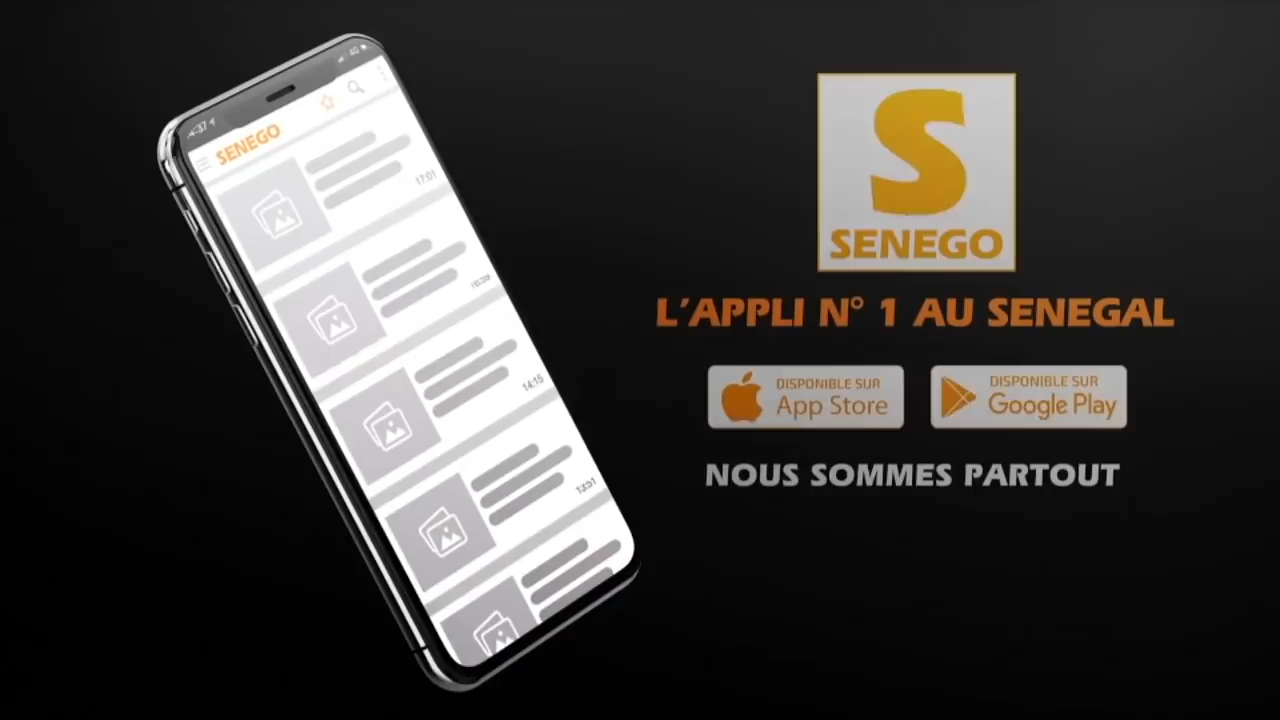 4G
SENEGO
17:01
14:15
S
SENEGO
L'APPLI N° 1 AU SENEGAL
DISPONIBLE SUR
App Store
DISPONIBLE SUR
Google Play
NOUS SOMMES PARTOUT